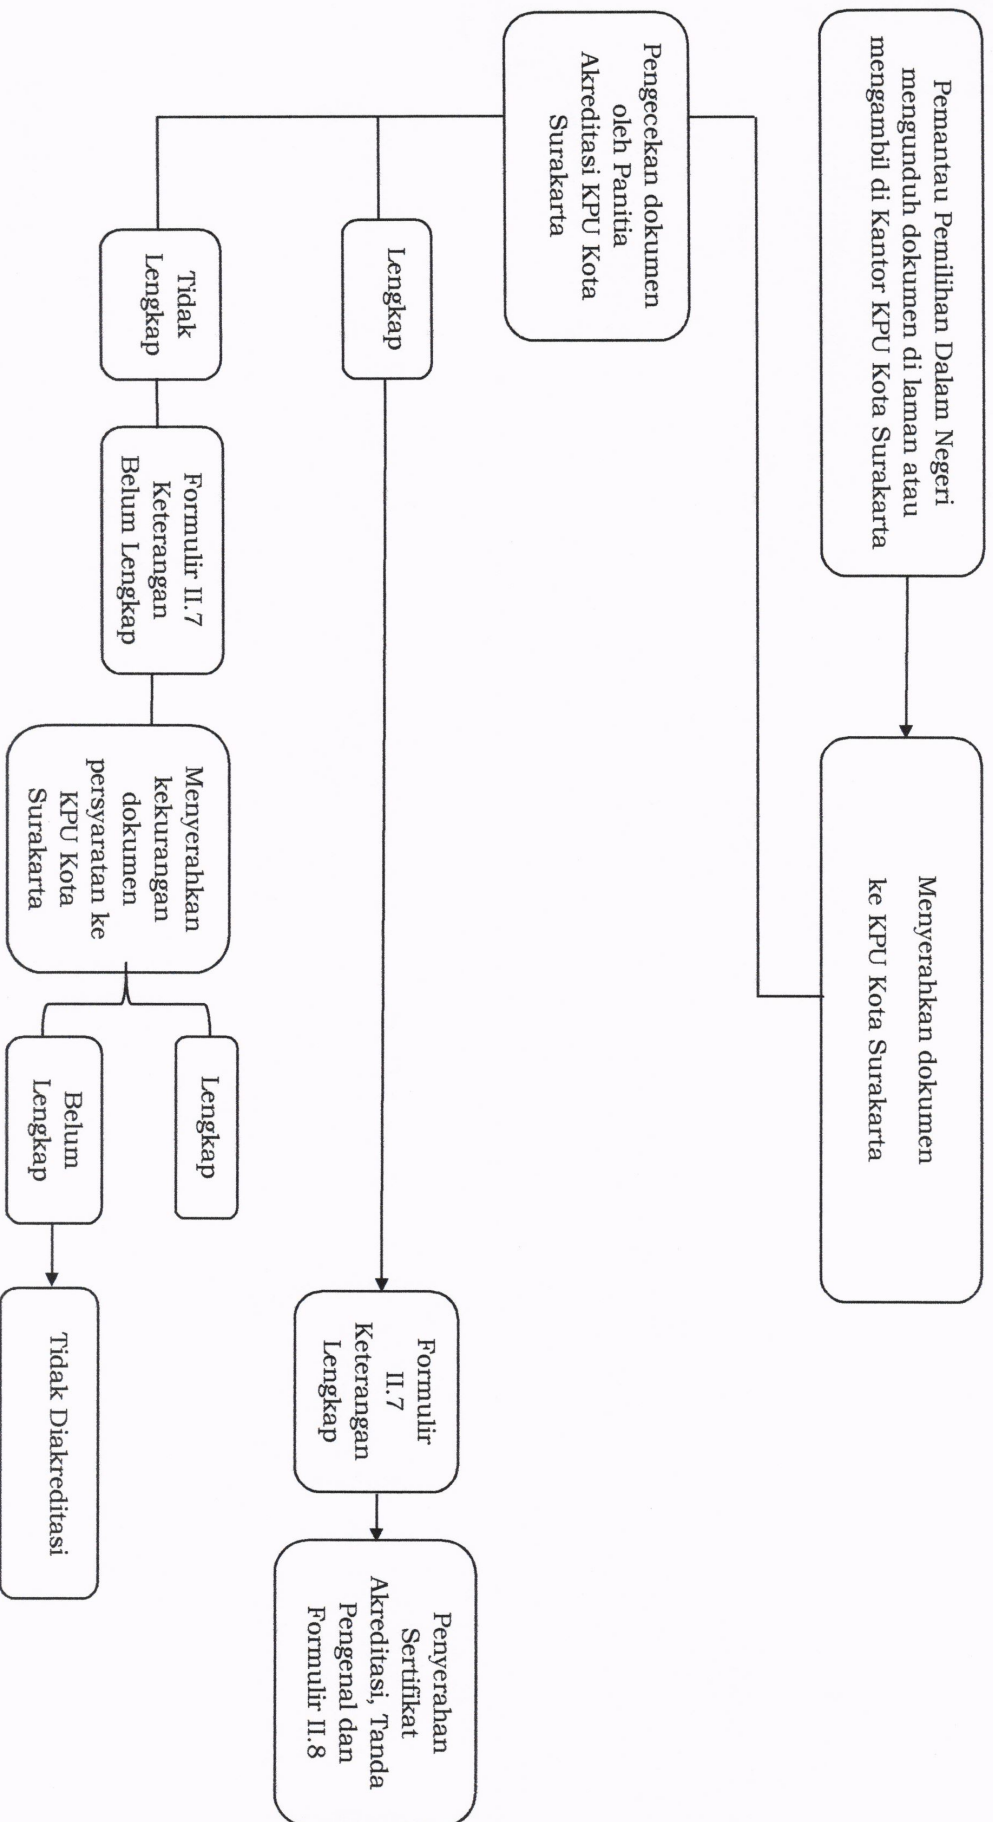 Pemantau Pemilihan Dalam Negeri
mengunduh dokumen di laman atau
mengambil di Kantor KPU Kota Surakarta
Menyerahkan dokumen
ke KPU Kota Surakarta
Pengecekan dokumen
oleh Panitia
Akreditasi KPU Kota
Surakarta
Lengkap
Formulir
II.7
Keterangan
Lengkap
Penyerahan
Sertifikat
Akreditasi, Tanda
Pengenal dan
Formulir II.8
Tidak
Lengkap
Formulir II.7
Keterangan
Belum Lengkap
Menyerahkan
kekurangan
dokumen
persyaratan ke
KPU Kota
Surakarta
Lengkap
Belum
Lengkap
Tidak Diakreditasi